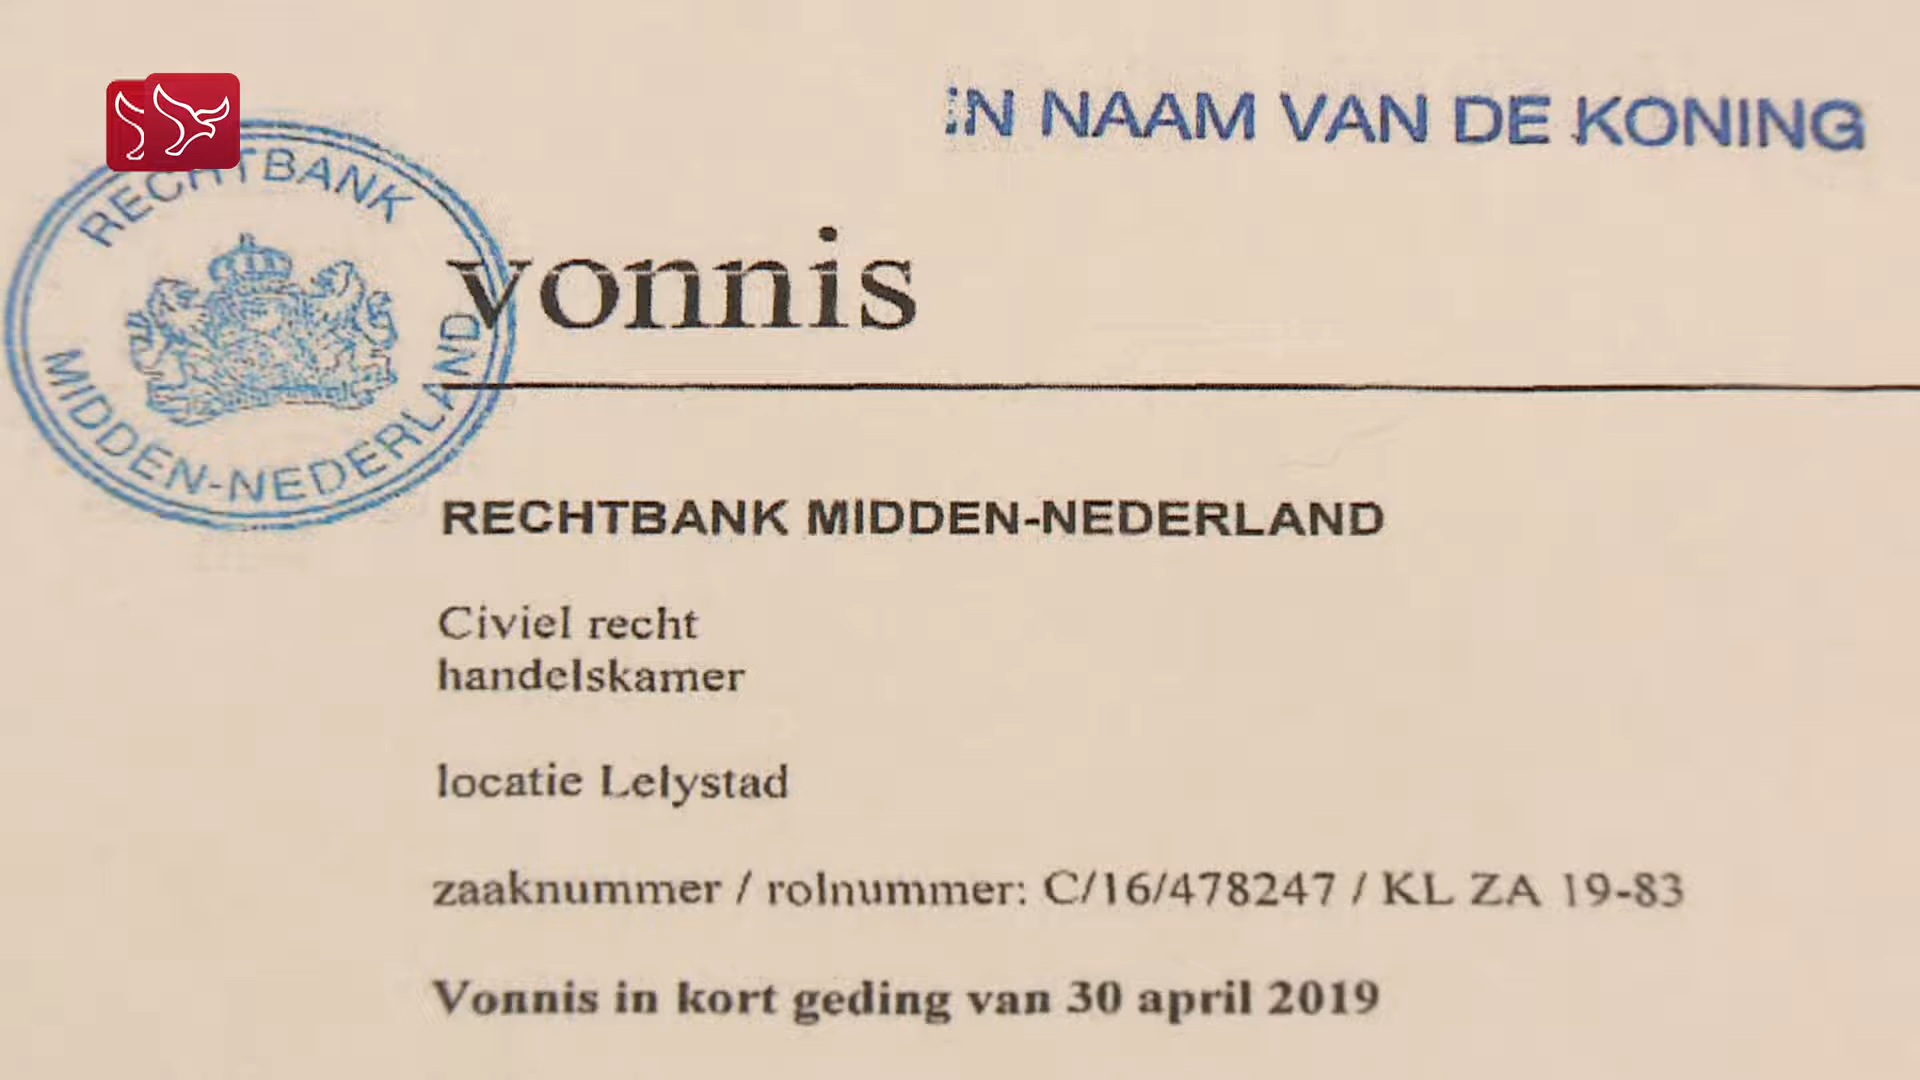 IN NAAM VAN DE KONING
RECHTBANK
MIDDEN-NEDERLAND
vonnis
RECHTBANK MIDDEN-NEDERLAND
Civiel recht
handelskamer
locatie Lelystad
zaaknummer / rolnummer: C/16/478247 / KL ZA 19-83
Vonnis in kort geding van 30 april 2019